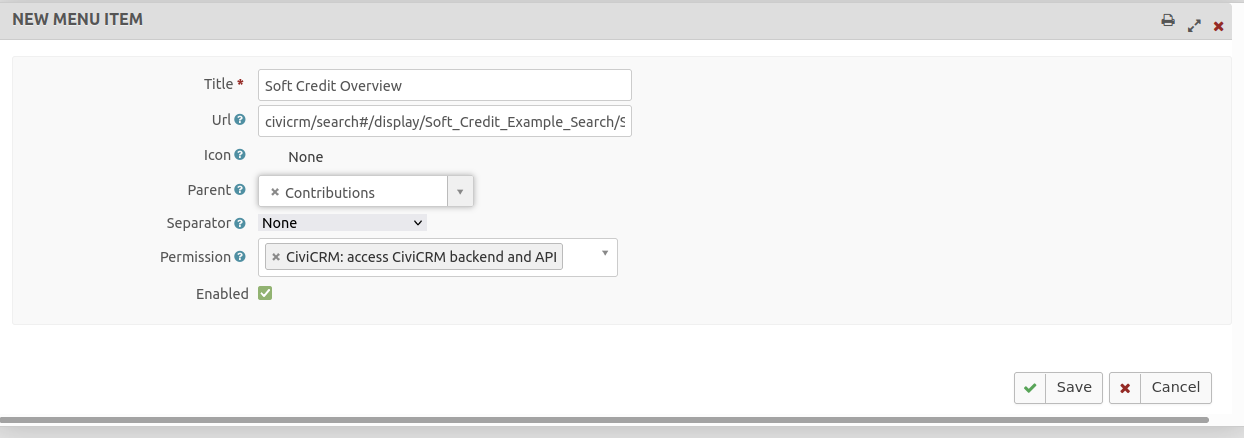 NEW MENU ITEM
Title *
Soft Credit Overview
Url ?
civicrm/search#/display/Soft_Credit_Example_Search/S
Icon ?
None
Parent ?
× Contributions
Separator ?
None
Permission ?
× CiviCRM: access CiviCRM backend and API
Enabled
Save
Cancel